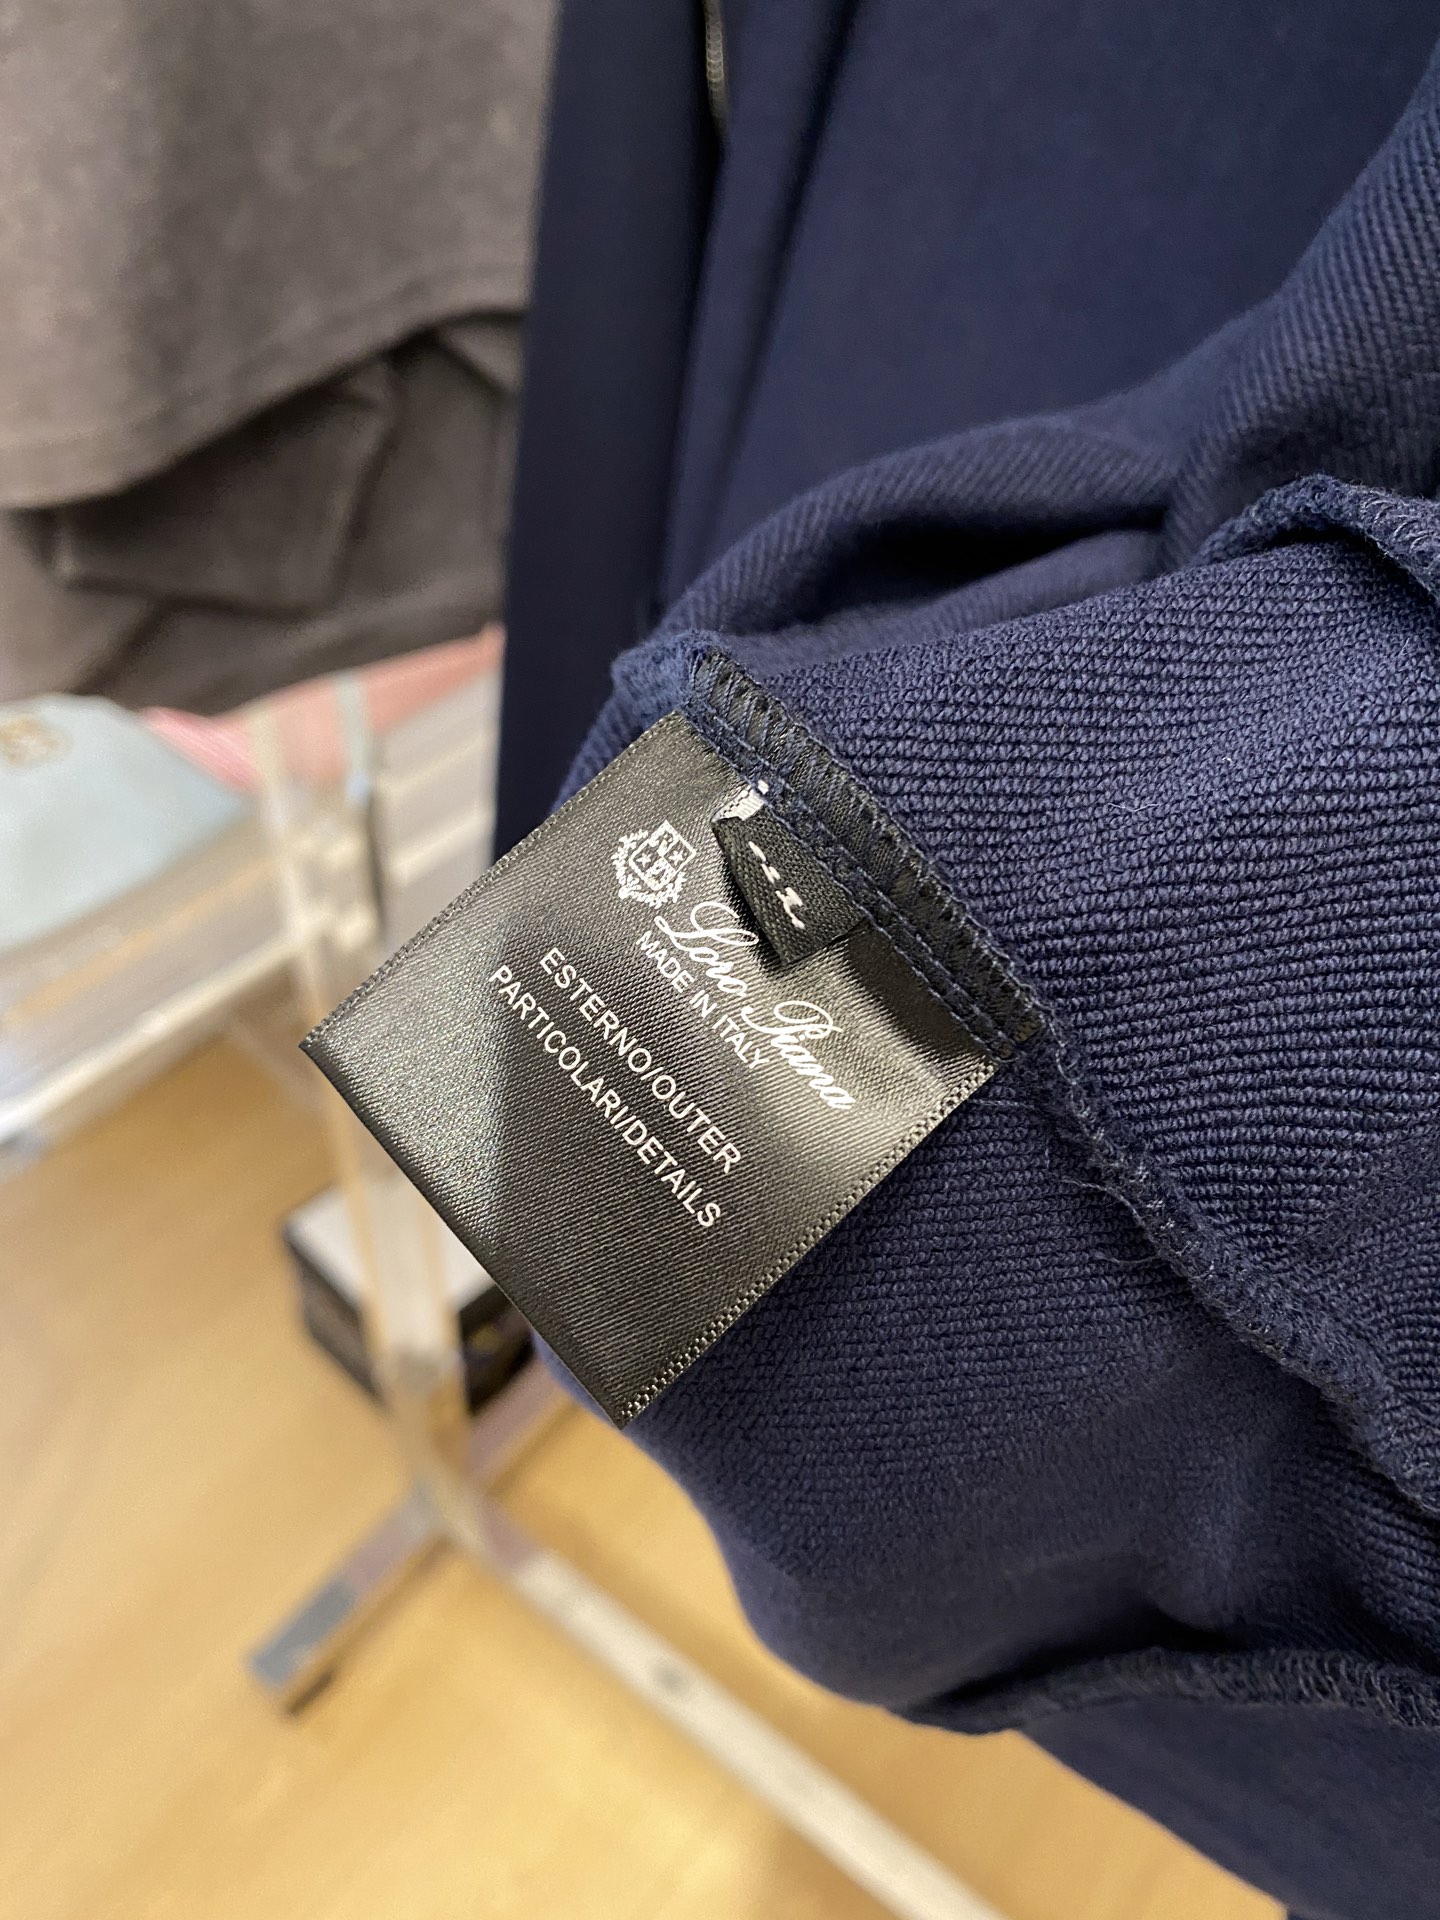 Loro Piana
MADE IN ITALY
ESTERNO/OUTER
PARTICOLARI/DETAILS